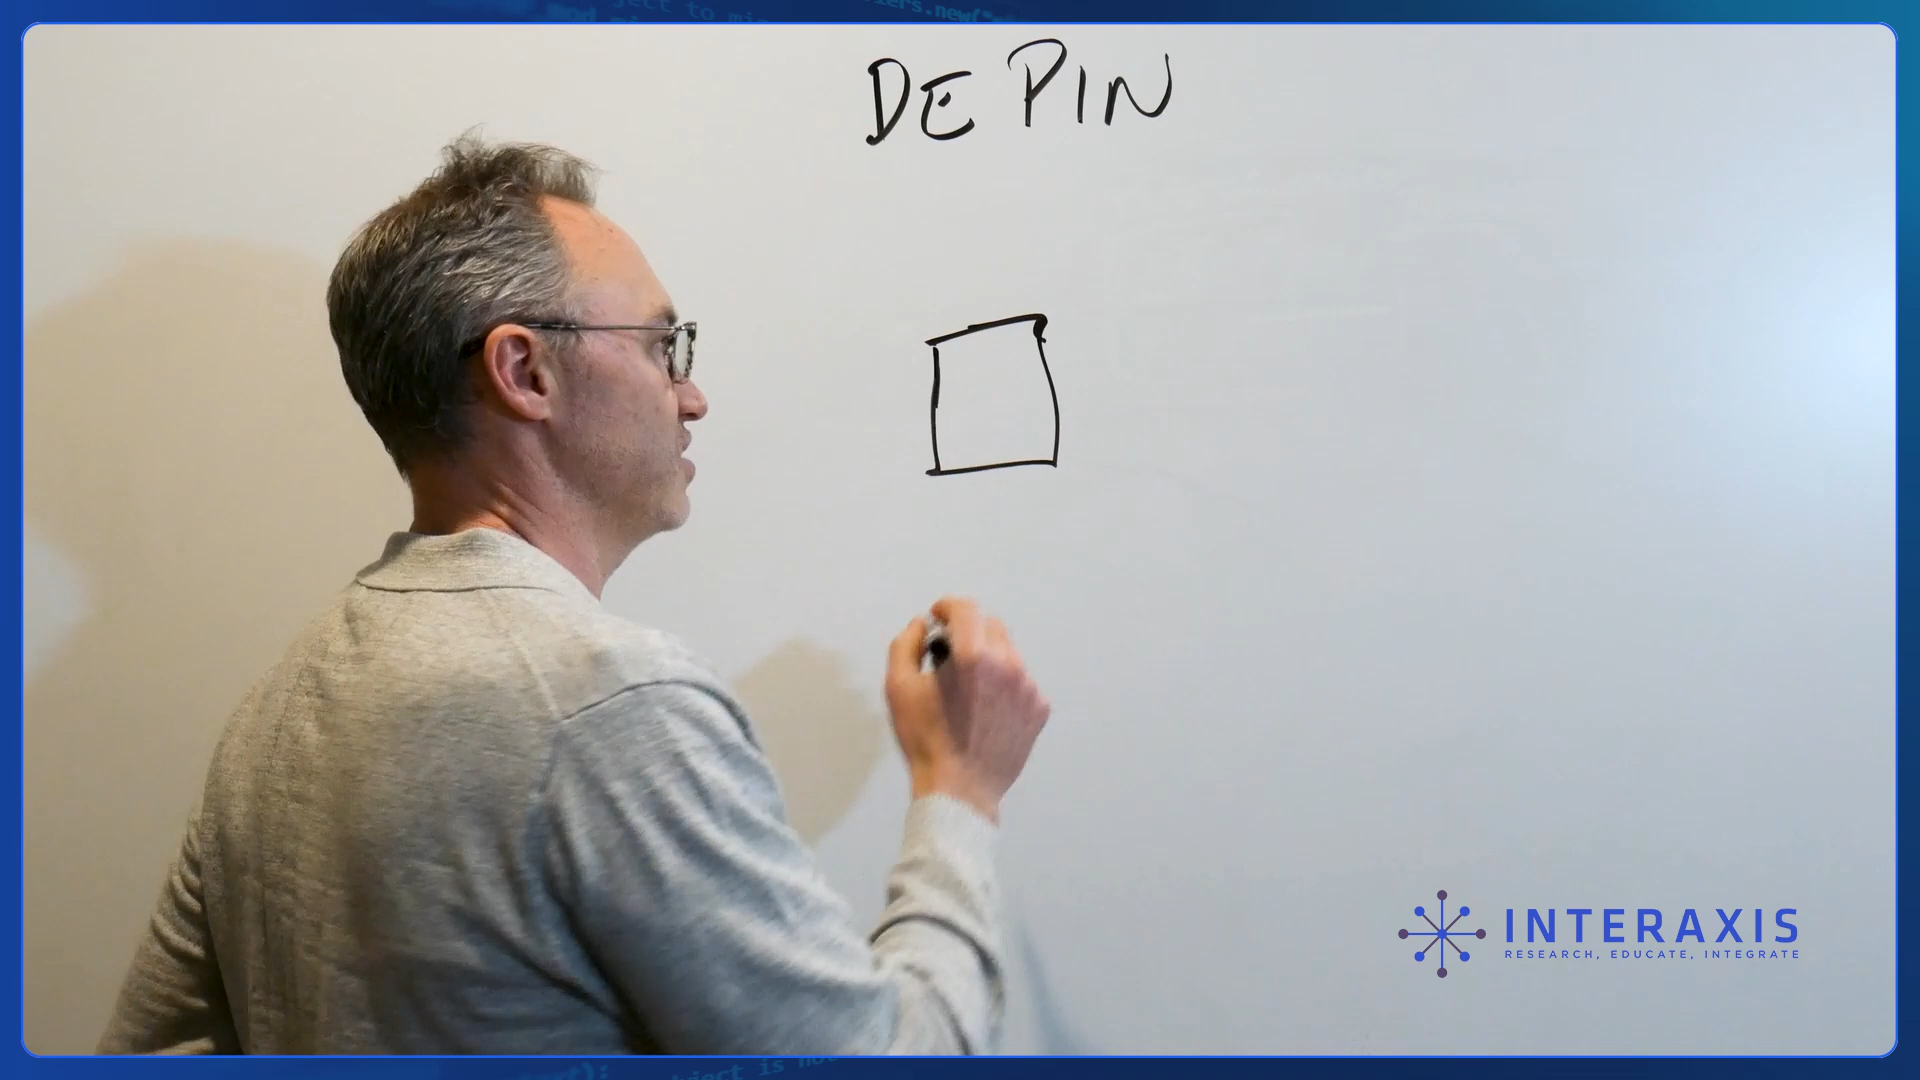 DE PIN
INTERAXIS
RESEARCH, EDUCATE, INTEGRATE